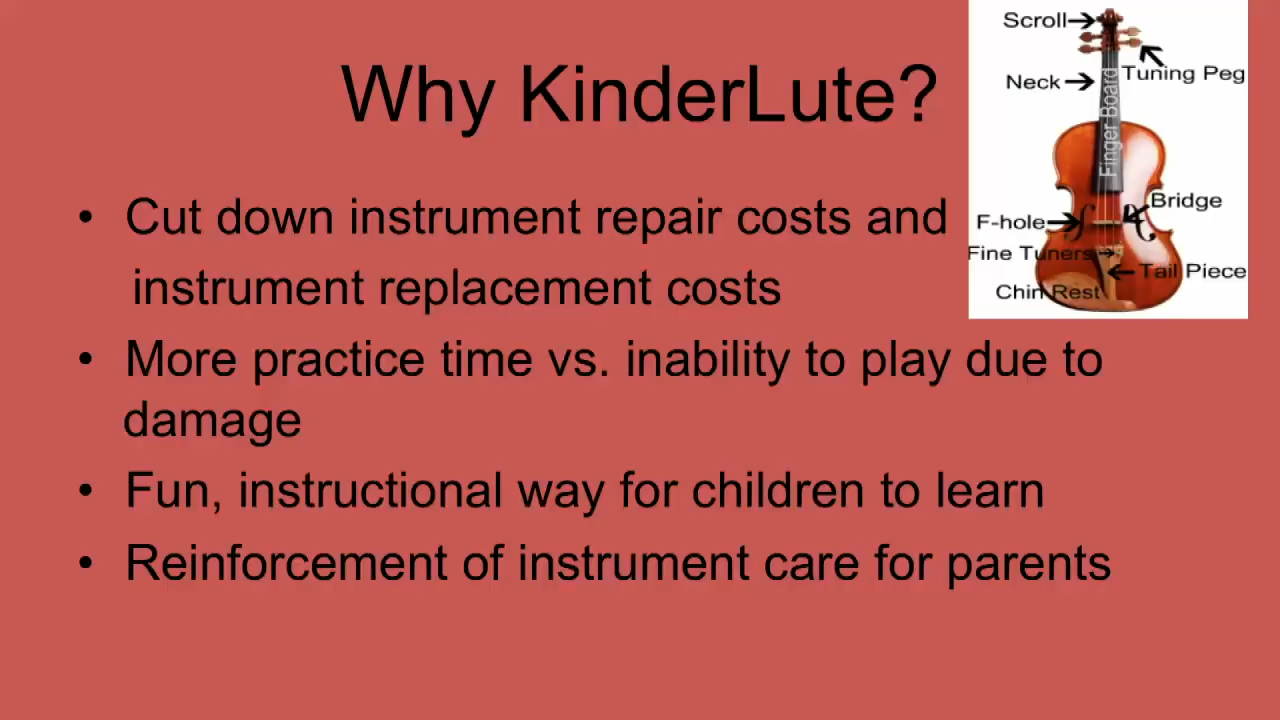 Why KinderLute?
• Cut down instrument repair costs and
instrument replacement costs
• More practice time vs. inability to play due to
damage
• Fun, instructional way for children to learn
• Reinforcement of instrument care for parents
Scroll
Tuning Peg
Neck
Finger Board
Bridge
F-hole
Fine Tuners
Tail Piece
Chin Rest